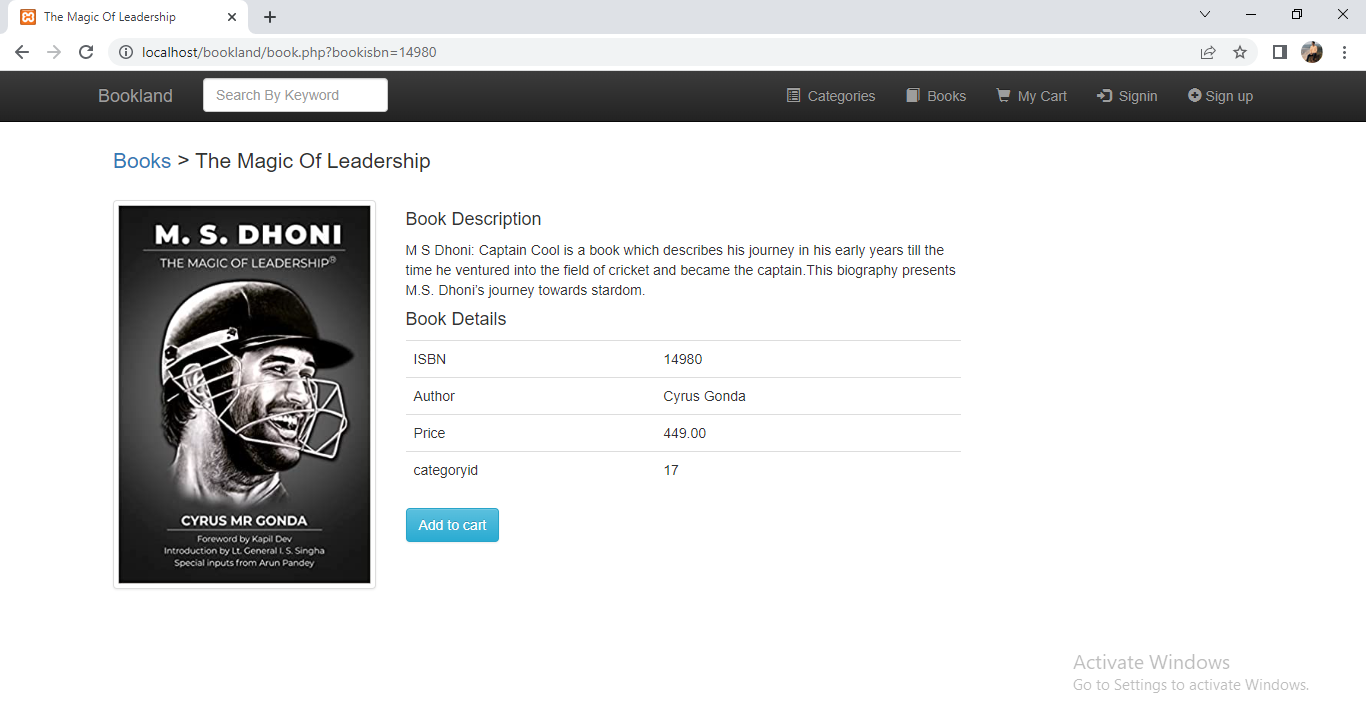 The Magic Of Leadership
localhost/bookland/book.php?bookisbn=14980
Bookland
Search By Keyword
Categories
Books
My Cart
Signin
Sign up
Books > The Magic Of Leadership
M. S. DHONI
THE MAGIC OF LEADERSHIP®
CYRUS MR GONDA
Foreword by Kapil Dev
Introduction by Lt. General I. S. Singha
Special inputs from Arun Pandey
Book Description
M S Dhoni: Captain Cool is a book which describes his journey in his early years till the
time he ventured into the field of cricket and became the captain.This biography presents
M.S. Dhoni's journey towards stardom.
Book Details
ISBN 14980
Author Cyrus Gonda
Price 449.00
categoryid 17
Add to cart
Activate Windows
Go to Settings to activate Windows.